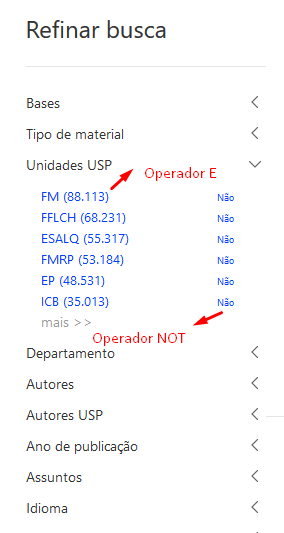 Refinar busca
Bases
Tipo de material
Unidades USP
Operador E
FM (88.113) Não
FFLCH (68.231) Não
ESALQ (55.317) Não
FMRP (53.184) Não
EP (48.531) Não
ICB (35.013) Não
mais >>
Operador NOT
Departamento
Autores
Autores USP
Ano de publicação
Assuntos
Idioma